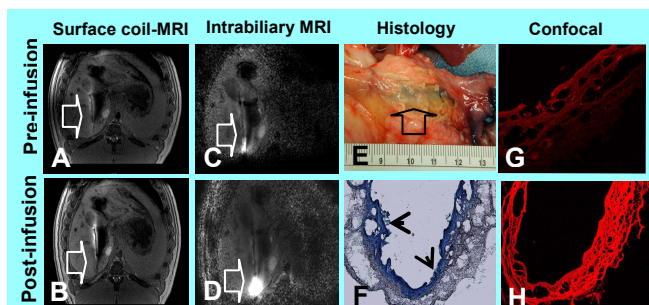 Surface coil-MRI Intrabiliary MRI Histology Confocal
Pre-infusion
A C E G
9 10 11 12 13
Post-infusion
B D F H